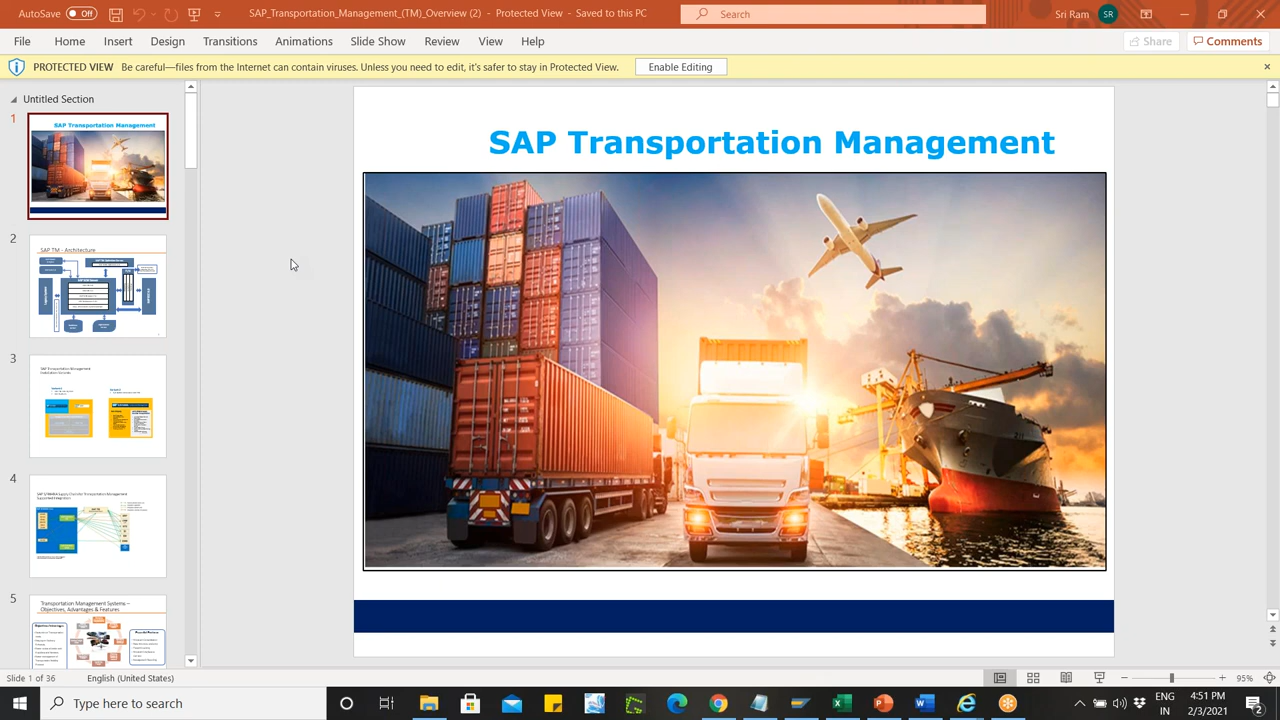 AutoSave Off
SAP_Transportation_Management_(TM)_Overview (2) - Protected View - Saved to this PC
Search
Sri Ram SR
File Home Insert Design Transitions Animations Slide Show Review View Help
Share Comments
PROTECTED VIEW Be careful—files from the Internet can contain viruses. Unless you need to edit, it's safer to stay in Protected View. Enable Editing
Untitled Section
1
SAP Transportation Management
2
SAP TM - Architecture
3
SAP Transportation Management
4
5
Transportation Management Systems –
Objectives, Advantages & Features
SAP Transportation Management
Slide 1 of 36 English (United States)
95%
Type here to search
ENG
IN
4:51 PM
2/3/2021
2